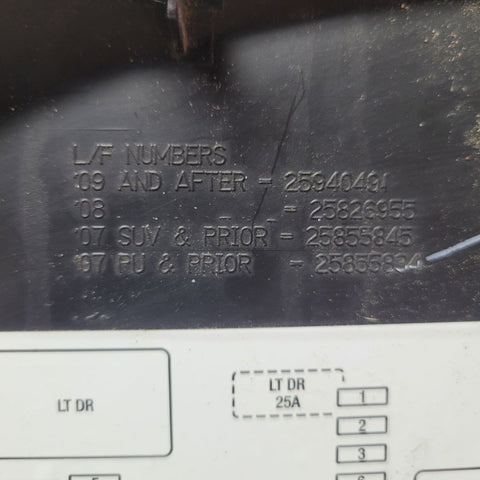 L/F NUMBERS
'09 AND AFTER = 25940491
'08 _ _ = 25826955
'07 SUV & PRIOR = 25855845
'07 PU & PRIOR - 25855834
LT DR
LT DR
25A
1
2
3